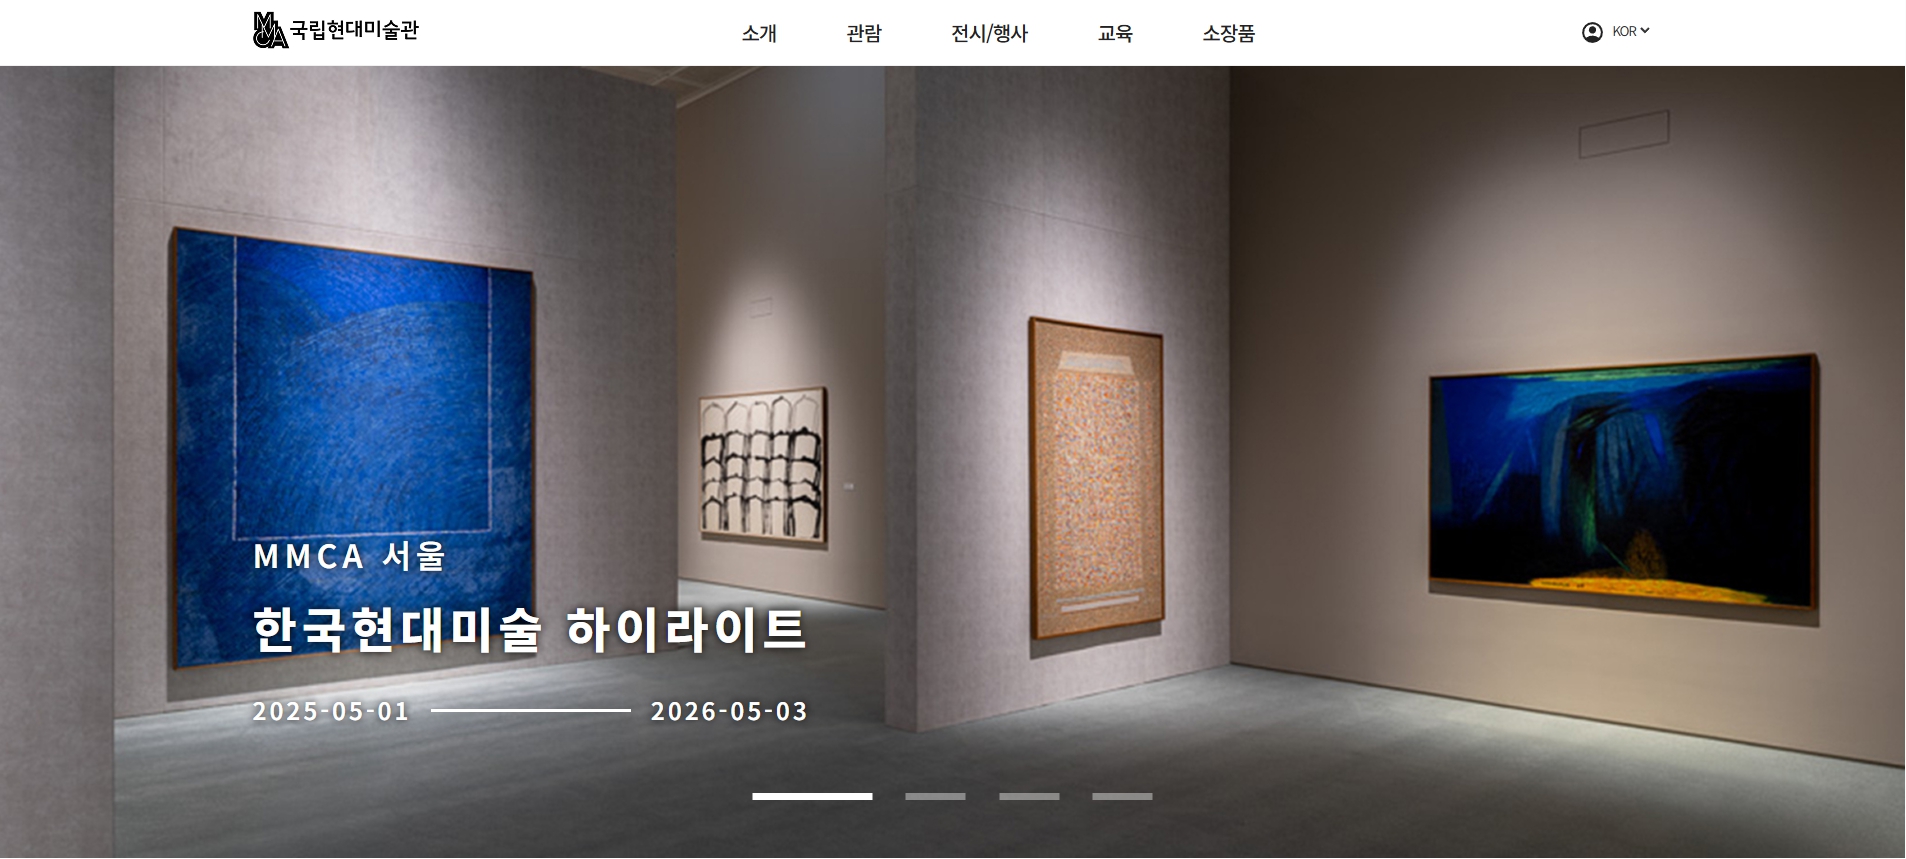 MMCA 국립현대미술관
소개 관람 전시/행사 교육 소장품
KOR
MMCA 서울
한국현대미술 하이라이트
2025-05-01 2026-05-03